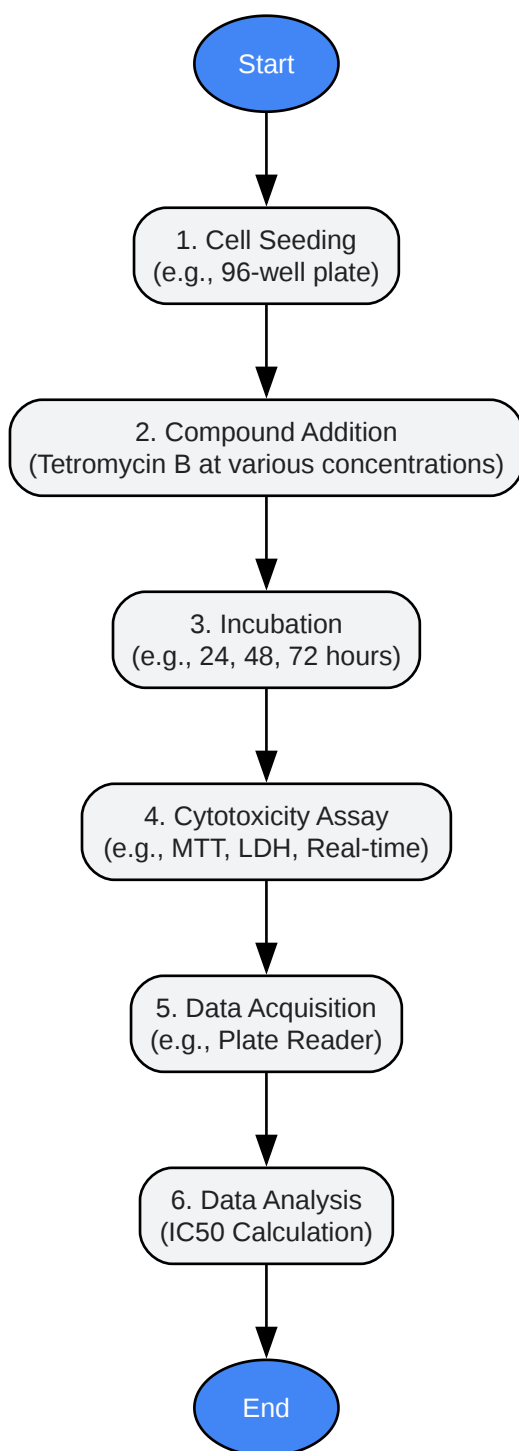 Start
1. Cell Seeding
(e.g., 96-well plate)
2. Compound Addition
(Tetromycin B at various concentrations)
3. Incubation
(e.g., 24, 48, 72 hours)
4. Cytotoxicity Assay
(e.g., MTT, LDH, Real-time)
5. Data Acquisition
(e.g., Plate Reader)
6. Data Analysis
(IC50 Calculation)
End